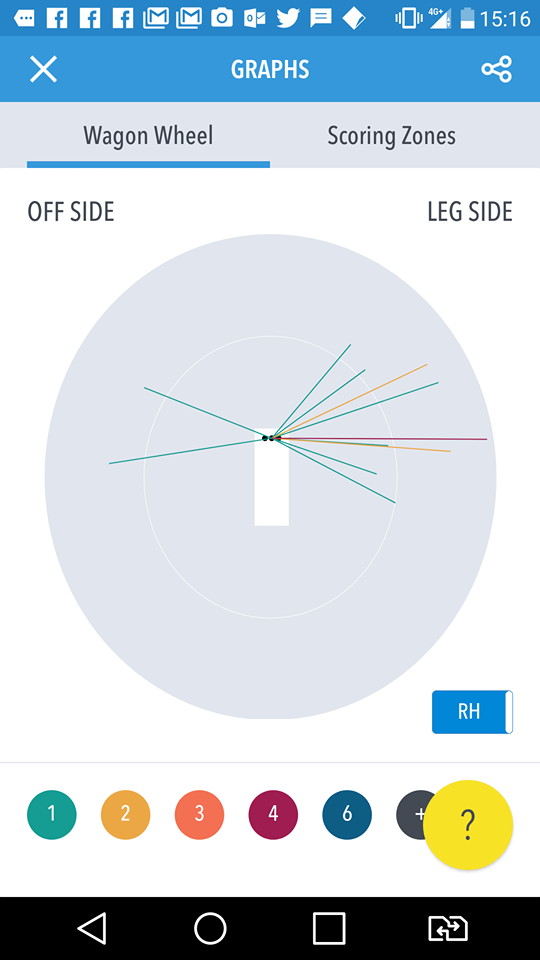 4G+ 15:16
GRAPHS
Wagon Wheel Scoring Zones
OFF SIDE LEG SIDE
RH
1 2 3 4 6 + ?